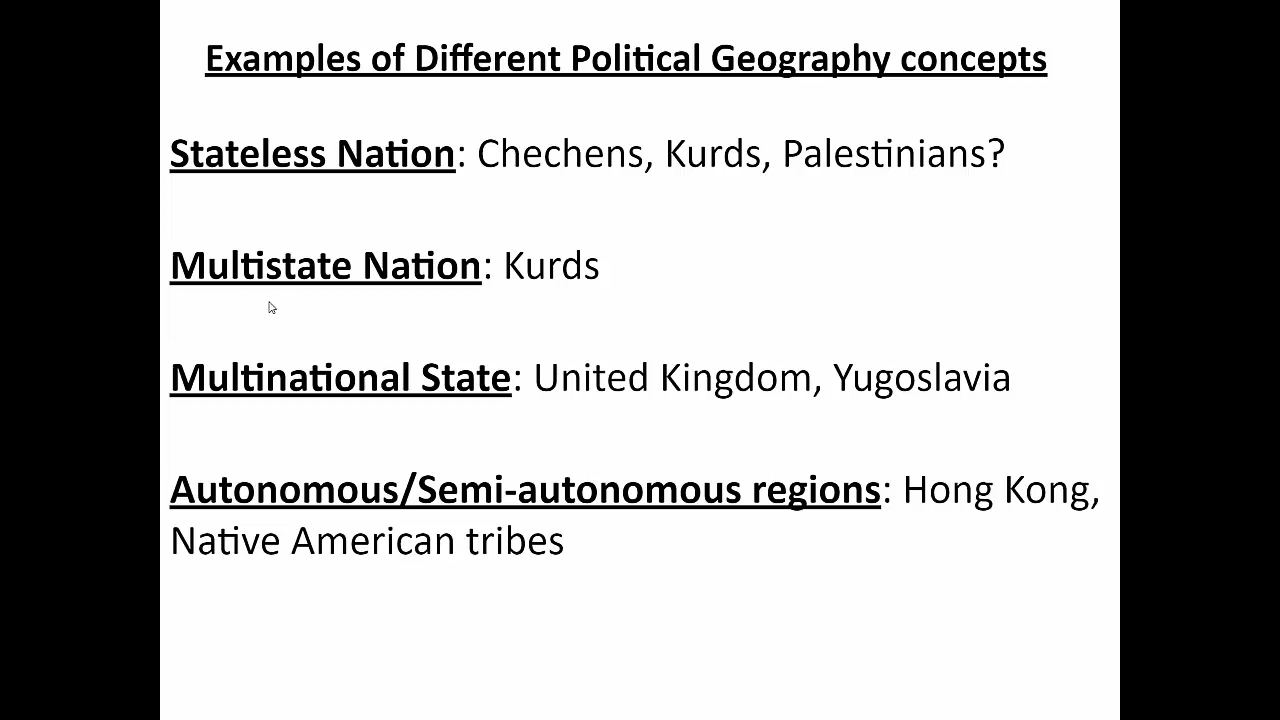 Examples of Different Political Geography concepts
Stateless Nation: Chechens, Kurds, Palestinians?
Multistate Nation: Kurds
Multinational State: United Kingdom, Yugoslavia
Autonomous/Semi-autonomous regions: Hong Kong,
Native American tribes